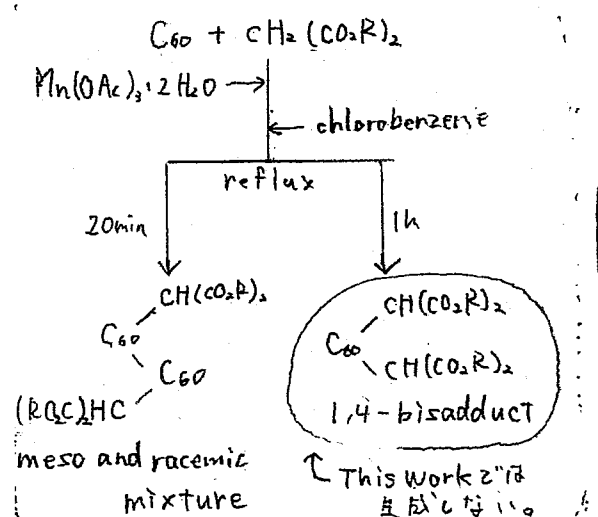 C60 + CH2(CO2R)2
Mn(OAc)3・2H2O
chlorobenzene
reflux
20min
1h
CH(CO2R)2
C60
C60
(RO2C)2HC
meso and racemic
mixture
CH(CO2R)2
C60
CH(CO2R)2
1,4-bisadduct
This workでは
生成しない。